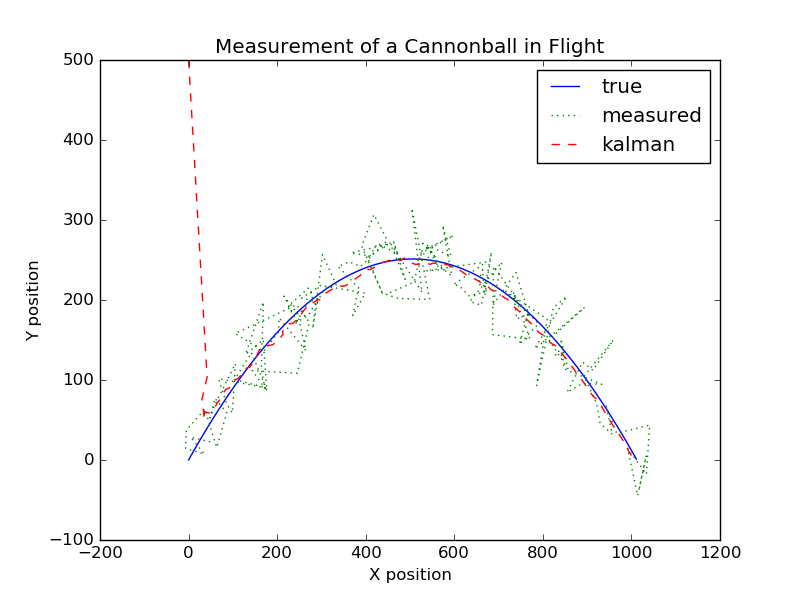 Measurement of a Cannonball in Flight
500
400
300
200
100
0
−100
−200
0
200
400
600
800
1000
1200
X position
Y position
true
measured
kalman